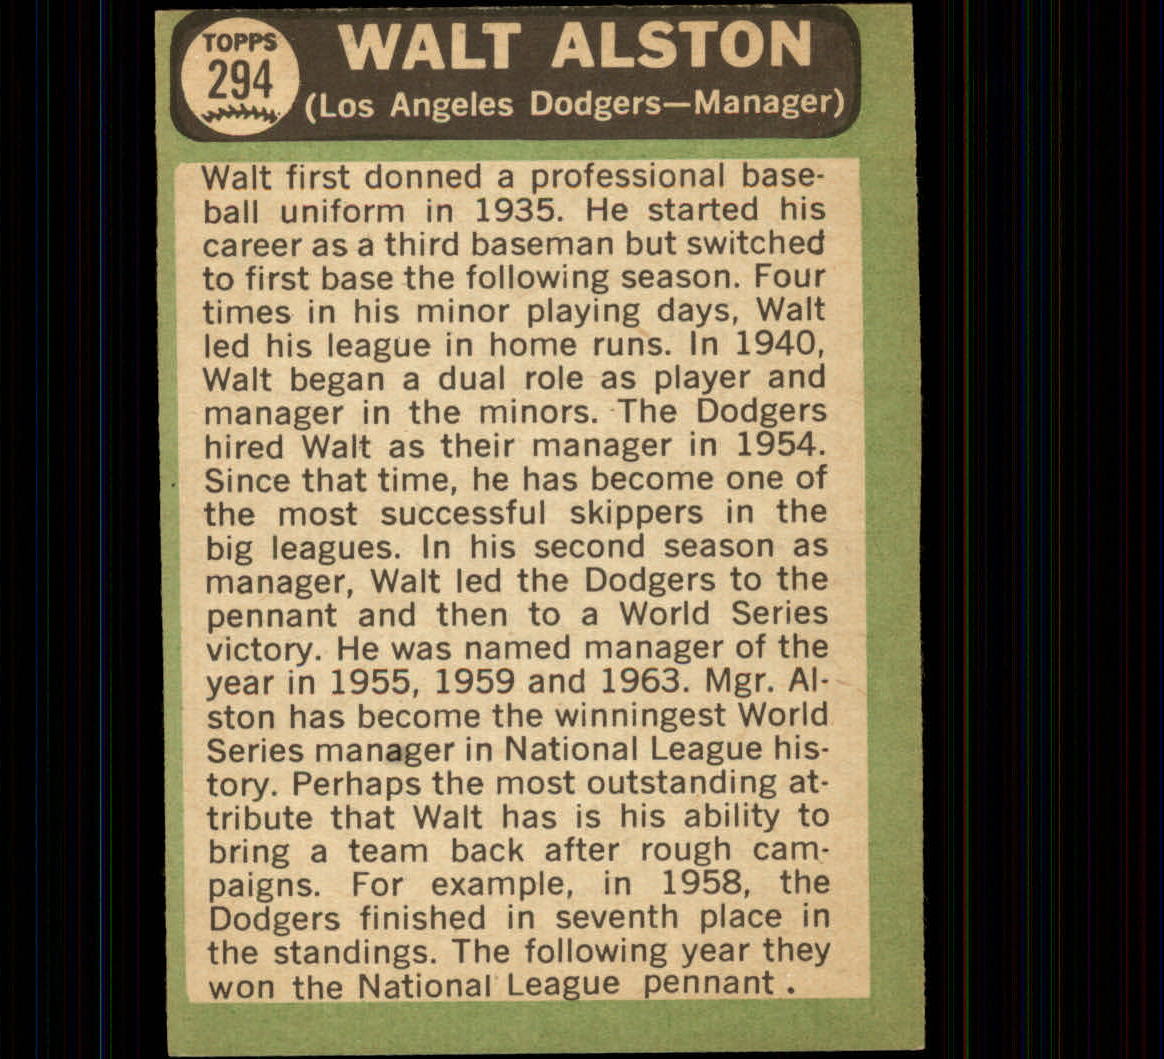 TOPPS
294
WALT ALSTON
(Los Angeles Dodgers—Manager)
Walt first donned a professional base-
ball uniform in 1935. He started his
career as a third baseman but switched
to first base the following season. Four
times in his minor playing days, Walt
led his league in home runs. In 1940,
Walt began a dual role as player and
manager in the minors. The Dodgers
hired Walt as their manager in 1954.
Since that time, he has become one of
the most successful skippers in the
big leagues. In his second season as
manager, Walt led the Dodgers to the
pennant and then to a World Series
victory. He was named manager of the
year in 1955, 1959 and 1963. Mgr. Al-
ston has become the winningest World
Series manager in National League his-
tory. Perhaps the most outstanding at-
tribute that Walt has is his ability to
bring a team back after rough cam-
paigns. For example, in 1958, the
Dodgers finished in seventh place in
the standings. The following year they
won the National League pennant .